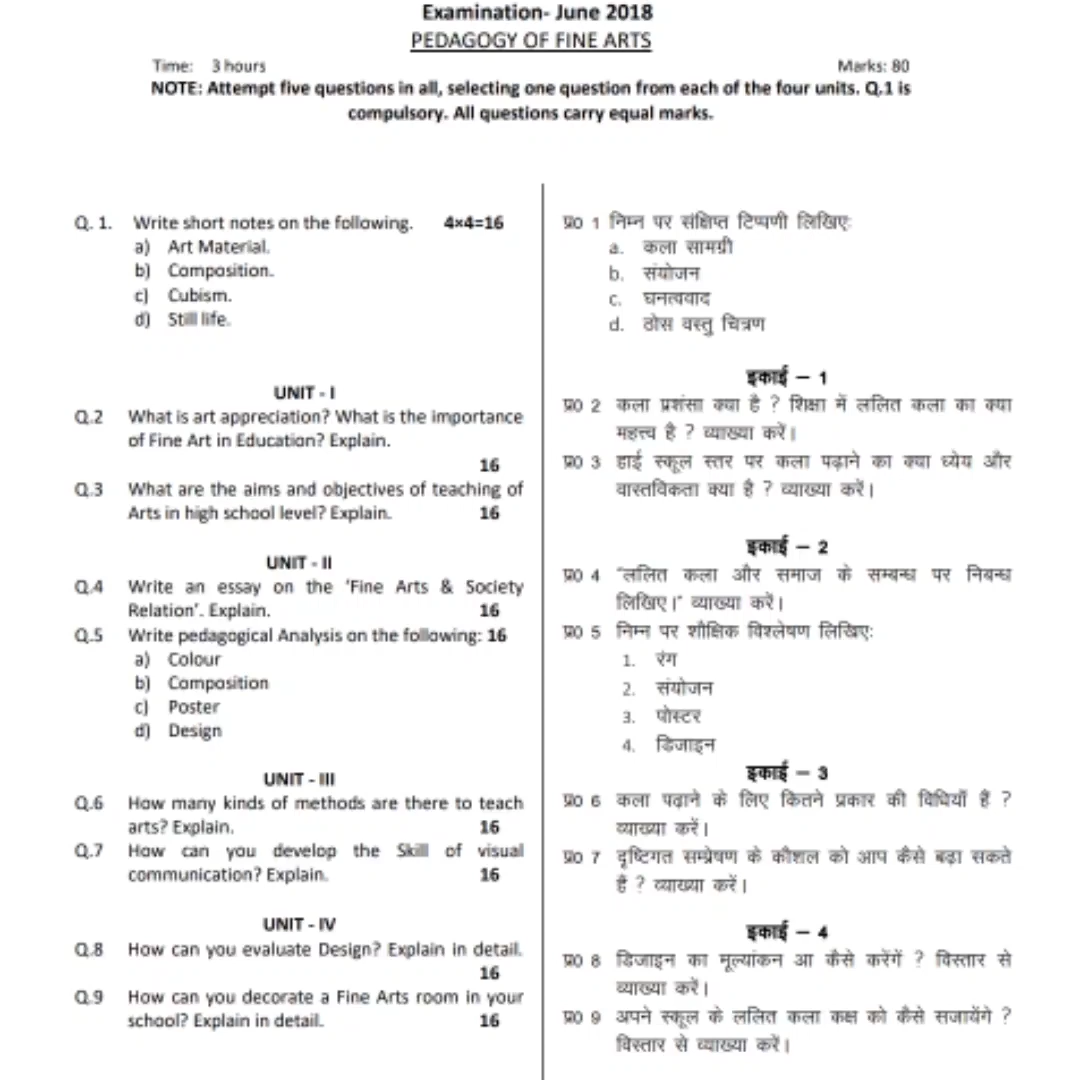 Examination- June 2018
PEDAGOGY OF FINE ARTS
Time: 3 hours Marks: 80
NOTE: Attempt five questions in all, selecting one question from each of the four units. Q.1 is
compulsory. All questions carry equal marks.
Q. 1. Write short notes on the following. 4×4=16
a) Art Material.
b) Composition.
c) Cubism.
d) Still life.
UNIT - I
Q.2 What is art appreciation? What is the importance
of Fine Art in Education? Explain.
16
Q.3 What are the aims and objectives of teaching of
Arts in high school level? Explain. 16
UNIT - II
Q.4 Write an essay on the ‘Fine Arts & Society
Relation’. Explain. 16
Q.5 Write pedagogical Analysis on the following: 16
a) Colour
b) Composition
c) Poster
d) Design
UNIT - III
Q.6 How many kinds of methods are there to teach
arts? Explain. 16
Q.7 How can you develop the Skill of visual
communication? Explain. 16
UNIT - IV
Q.8 How can you evaluate Design? Explain in detail.
16
Q.9 How can you decorate a Fine Arts room in your
school? Explain in detail. 16
प्र0 1 निम्न पर संक्षिप्त टिप्पणी लिखिए:
a. कला सामग्री
b. संयोजन
c. घनत्ववाद
d. ठोस वस्तु चित्रण
इकाई – 1
प्र0 2 कला प्रशंसा क्या है ? शिक्षा में ललित कला का क्या
महत्त्व है ? व्याख्या करें।
प्र0 3 हाई स्कूल स्तर पर कला पढ़ाने का क्या ध्येय और
वास्तविकता क्या है ? व्याख्या करें।
इकाई – 2
प्र0 4 “ललित कला और समाज के सम्बन्ध पर निबन्ध
लिखिए।” व्याख्या करें।
प्र0 5 निम्न पर शौक्षिक विश्लेषण लिखिए:
1. रंग
2. संयोजन
3. पोस्टर
4. डिजाइन
इकाई – 3
प्र0 6 कला पढ़ाने के लिए कितने प्रकार की विधियाँ हैं ?
व्याख्या करें।
प्र0 7 दृष्टिगत सम्प्रेषण के कौशल को आप कैसे बढ़ा सकते
हैं ? व्याख्या करें।
इकाई – 4
प्र0 8 डिजाइन का मूल्यांकन आ कैसे करेंगें ? विस्तार से
व्याख्या करें।
प्र0 9 अपने स्कूल के ललित कला कक्ष को कैसे सजायेंगे ?
विस्तार से व्याख्या करें।